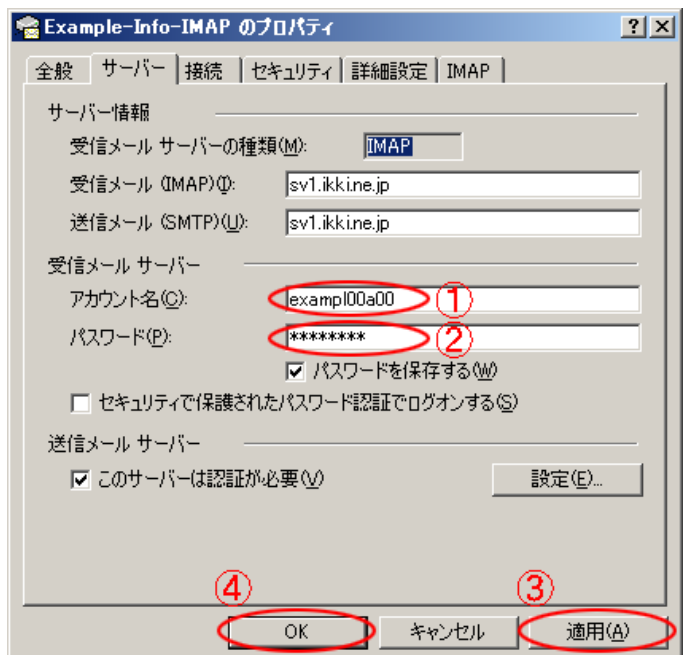 Example-Info-IMAP のプロパティ
全般 サーバー 接続 セキュリティ 詳細設定 IMAP
サーバー情報
受信メール サーバーの種類(M): IMAP
受信メール (IMAP)(I): sv1.ikki.ne.jp
送信メール (SMTP)(U): sv1.ikki.ne.jp
受信メール サーバー
アカウント名(C): exampl00a00 ①
パスワード(P): ******** ②
パスワードを保存する(W)
セキュリティで保護されたパスワード認証でログオンする(S)
送信メール サーバー
このサーバーは認証が必要(V) 設定(E)...
④ ③
OK キャンセル 適用(A)